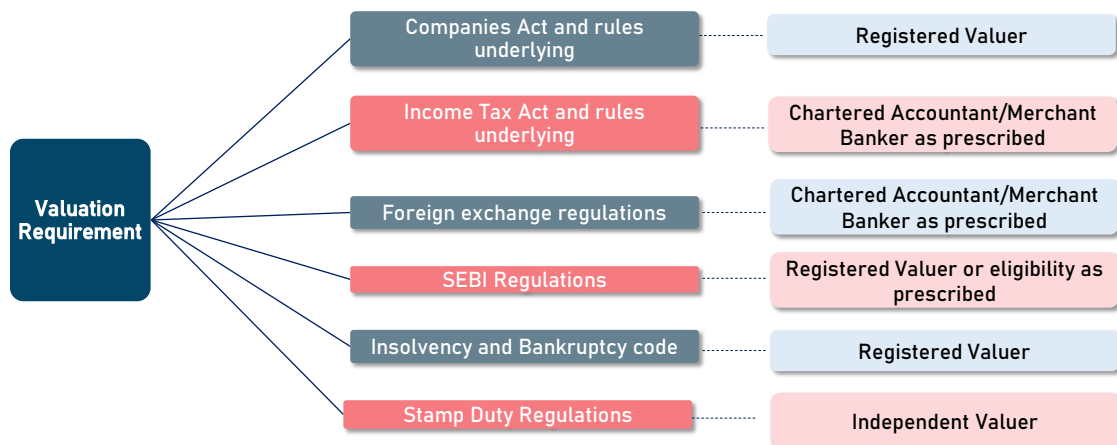 Valuation
Requirement
Companies Act and rules
underlying
Registered Valuer
Income Tax Act and rules
underlying
Chartered Accountant/Merchant
Banker as prescribed
Foreign exchange regulations
Chartered Accountant/Merchant
Banker as prescribed
SEBI Regulations
Registered Valuer or eligibility as
prescribed
Insolvency and Bankruptcy code
Registered Valuer
Stamp Duty Regulations
Independent Valuer